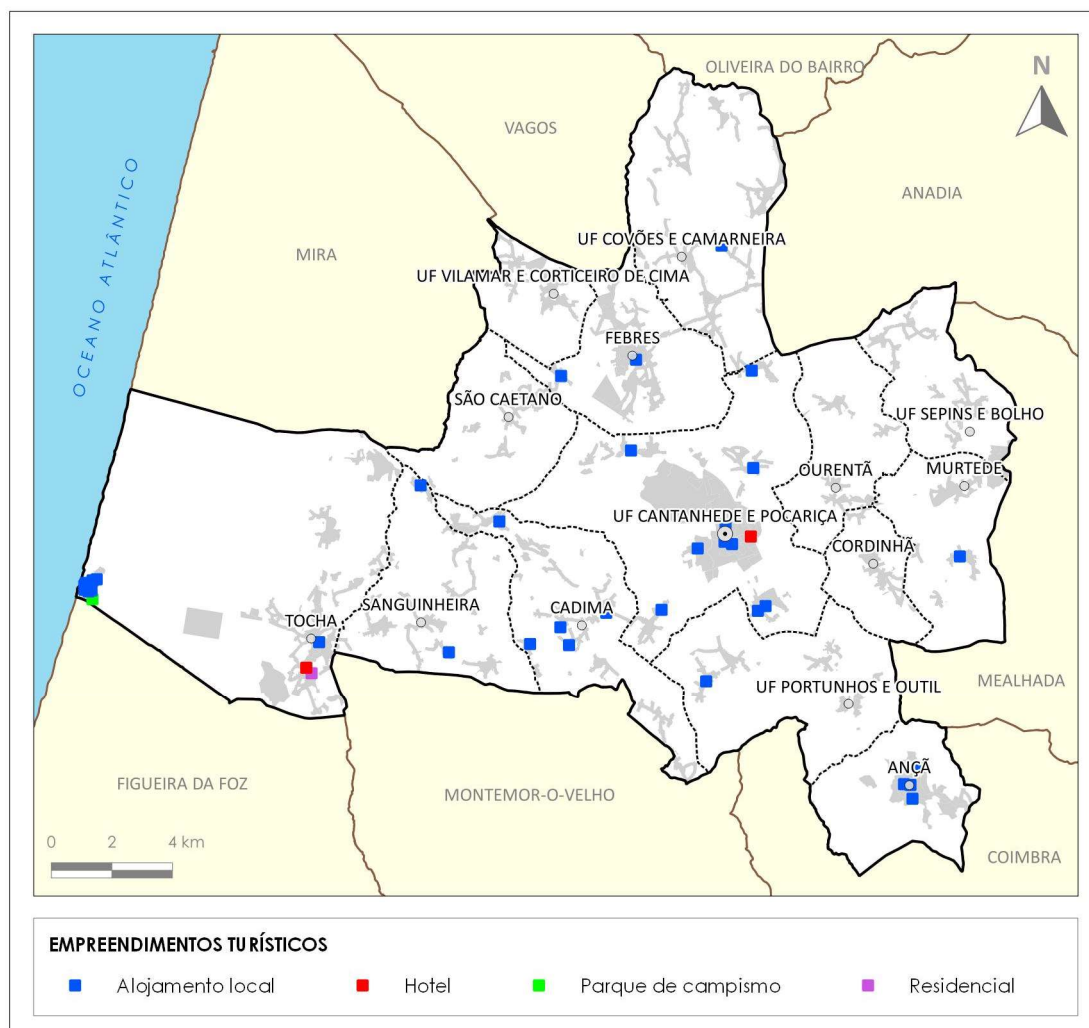 OLIVEIRA DO BAIRRO
N
VAGOS
ANADIA
OCEANO ATLÂNTICO
MIRA
UF COVÕES E CAMARNEIRA
UF VILAMAR E CORTICEIRO DE CIMA
FEBRES
SÃO CAETANO
UF SEPINS E BOLHO
OURENTÃ
MURTEDE
UF CANTANHEDE E POCARIÇA
CORDINHÃ
TOCHA
SANGUINHEIRA
CADIMA
UF PORTUNHOS E OUTIL
MEALHADA
ANÇÃ
FIGUEIRA DA FOZ
MONTEMOR-O-VELHO
COIMBRA
0 2 4 km
EMPREENDIMENTOS TURÍSTICOS
Alojamento local
Hotel
Parque de campismo
Residencial